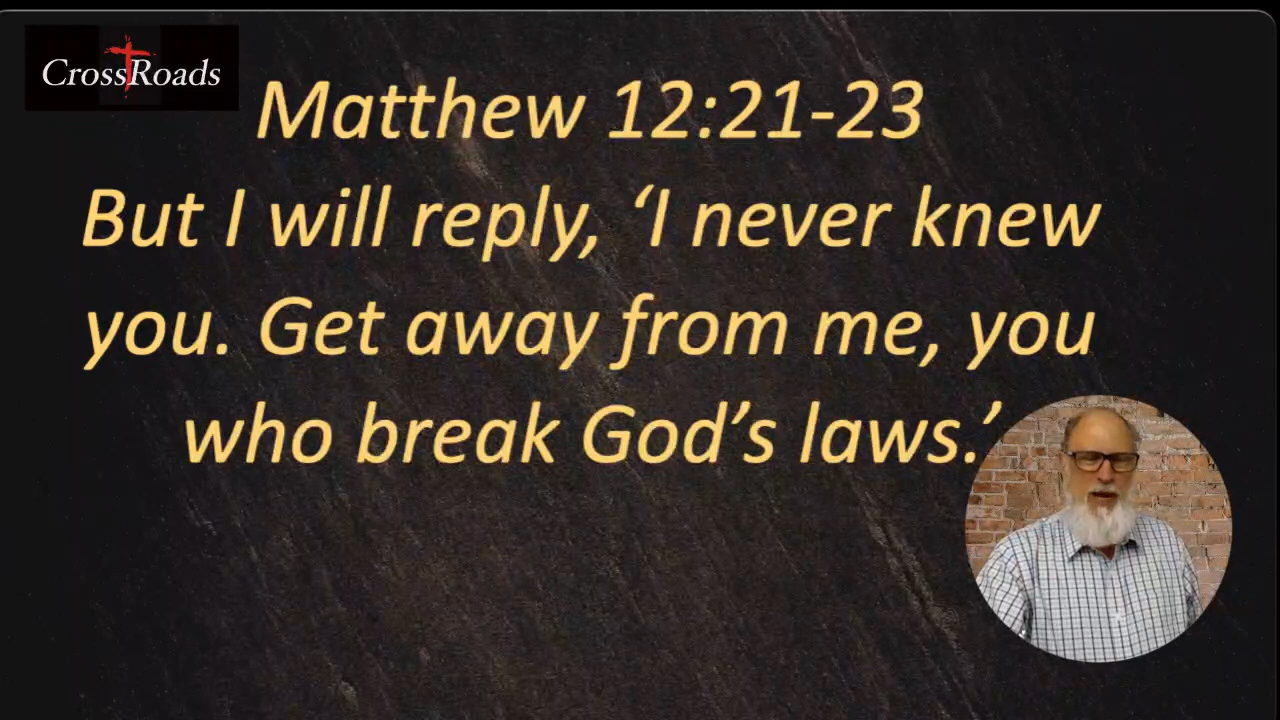 CrossRoads
Matthew 12:21-23
But I will reply, ‘I never knew
you. Get away from me, you
who break God’s laws.’